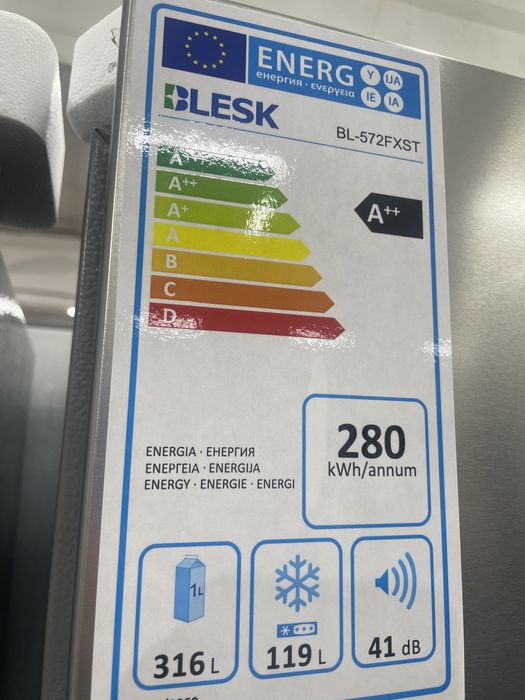 ENERG
енергия · ενεργεια
Y
IJA
IE
IA
BLESK
BL-572FXST
A+++
A++
A+
A
B
C
D
A++
280
kWh/annum
ENERGIA · ЕНЕРГИЯ
ΕΝΕΡΓΕΙΑ · ENERGIJA
ENERGY · ENERGIE · ENERGI
1L
316 L
119 L
41 dB